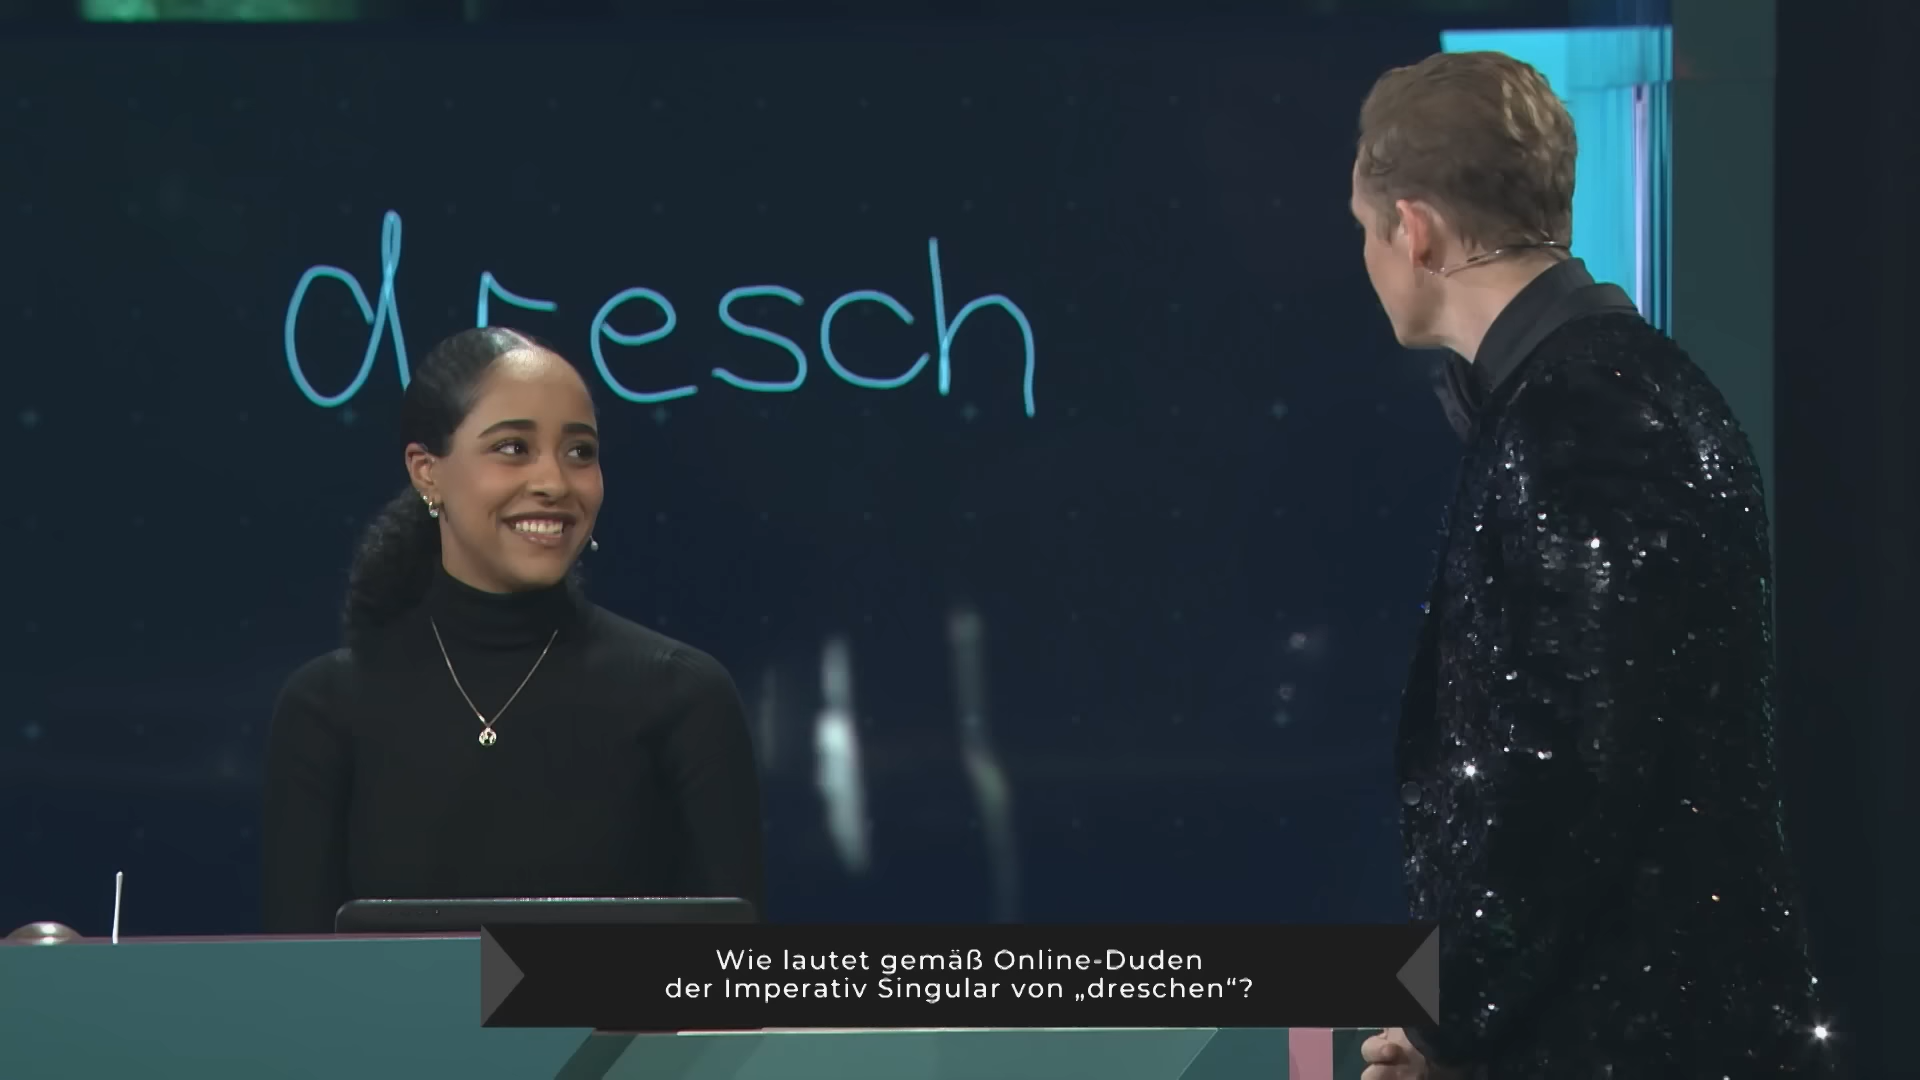 dresch
Wie lautet gemäß Online-Duden
der Imperativ Singular von „dreschen“?